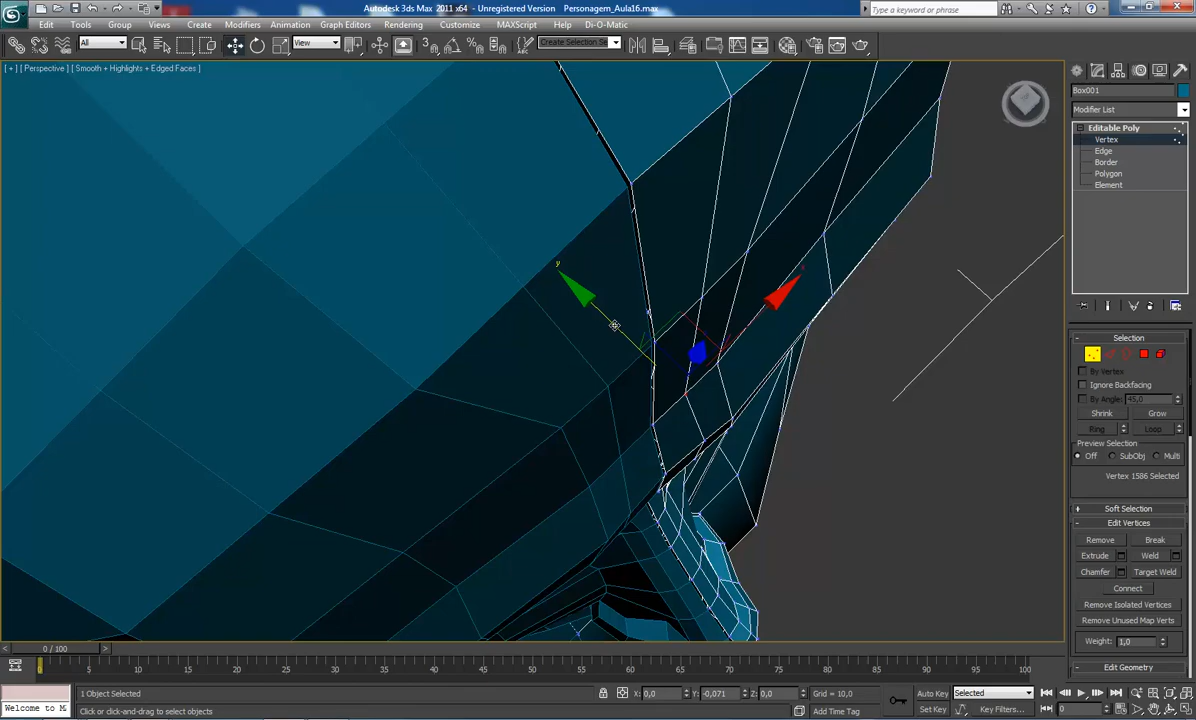 Autodesk 3ds Max 2011 x64 - Unregistered Version Personagem_Aula16.max
Type a keyword or phrase
Edit Tools Group Views Create Modifiers Animation Graph Editors Rendering Customize MAXScript Help Di-O-Matic
All View Create Selection Se
[ + ] [ Perspective ] [ Smooth + Highlights + Edged Faces ]
Box001
Modifier List
Editable Poly
Vertex
Edge
Border
Polygon
Element
y
x
Selection
By Vertex
Ignore Backfacing
By Angle: 45,0
Shrink Grow
Ring Loop
Preview Selection
Off SubObj Multi
Vertex 1586 Selected
Soft Selection
Edit Vertices
Remove Break
Extrude Weld
Chamfer Target Weld
Connect
Remove Isolated Vertices
Remove Unused Map Verts
Weight: 1,0
Edit Geometry
0 / 100
0 5 10 15 20 25 30 35 40 45 50 55 60 65 70 75 80 85 90 95 100
1 Object Selected X: 0,0 Y: -0,071 Z: 0,0 Grid = 10,0 Auto Key Selected
Welcome to M Click or click-and-drag to select objects Add Time Tag Set Key Key Filters... 0